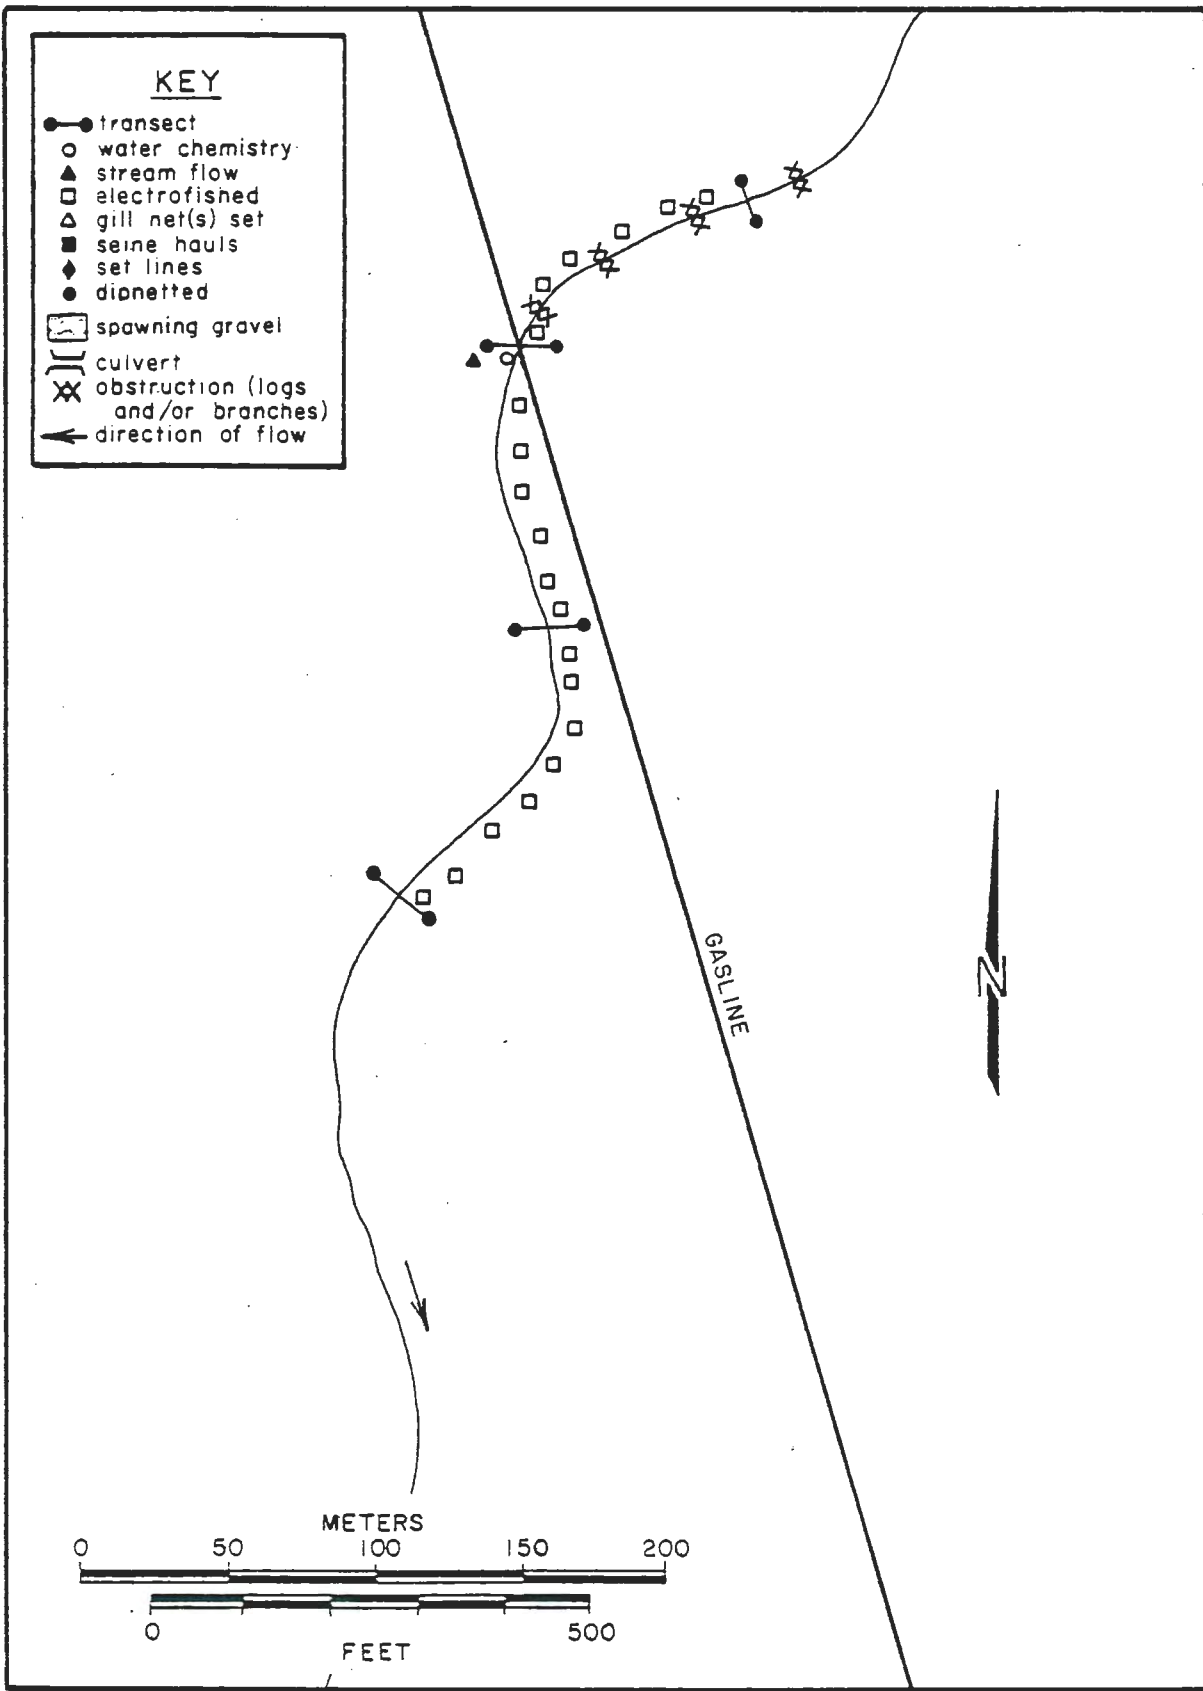 KEY
transect
water chemistry
stream flow
electrofished
gill net(s) set
seine hauls
set lines
dipnetted
spawning gravel
culvert
obstruction (logs
and/or branches)
direction of flow
GASLINE
N
METERS
0 50 100 150 200
0 500
FEET